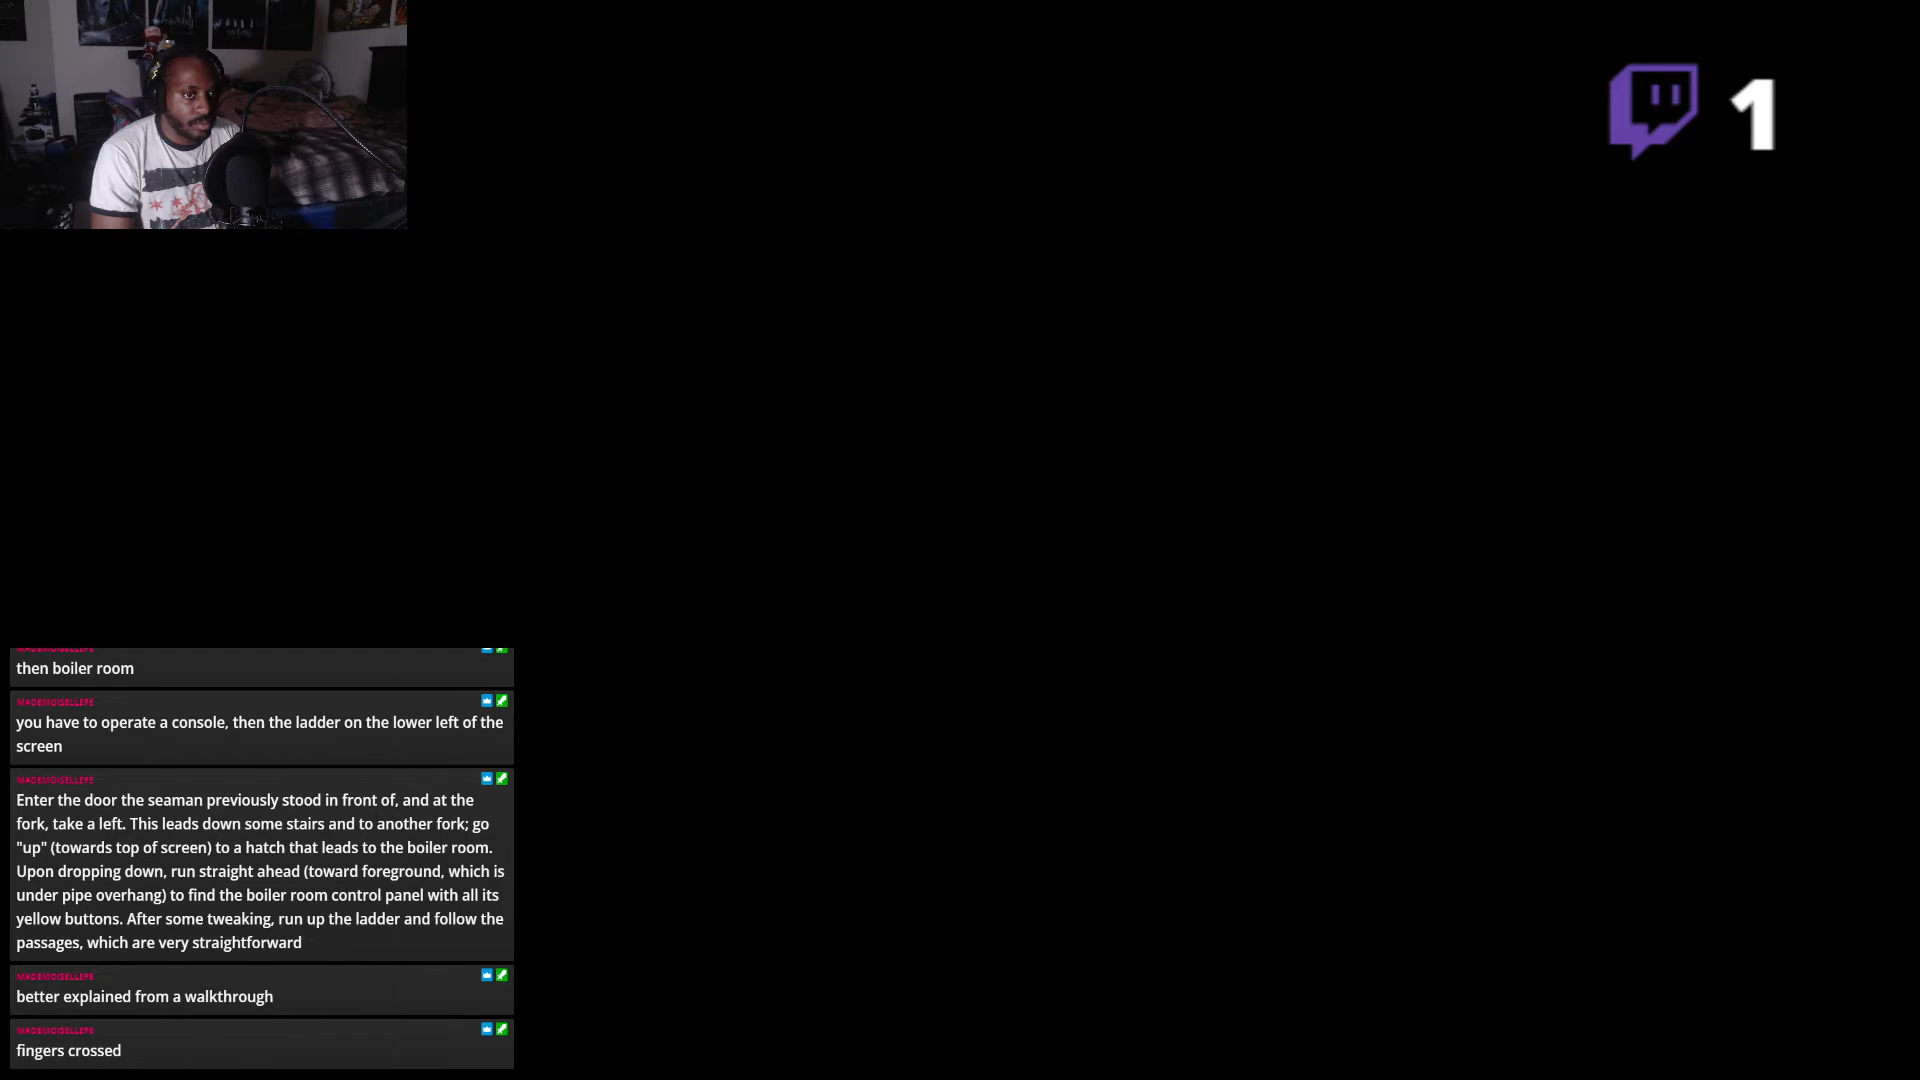 1
MADEMOISELLEPE
then boiler room
MADEMOISELLEPE
you have to operate a console, then the ladder on the lower left of the
screen
MADEMOISELLEPE
Enter the door the seaman previously stood in front of, and at the
fork, take a left. This leads down some stairs and to another fork; go
"up" (towards top of screen) to a hatch that leads to the boiler room.
Upon dropping down, run straight ahead (toward foreground, which is
under pipe overhang) to find the boiler room control panel with all its
yellow buttons. After some tweaking, run up the ladder and follow the
passages, which are very straightforward
MADEMOISELLEPE
better explained from a walkthrough
MADEMOISELLEPE
fingers crossed